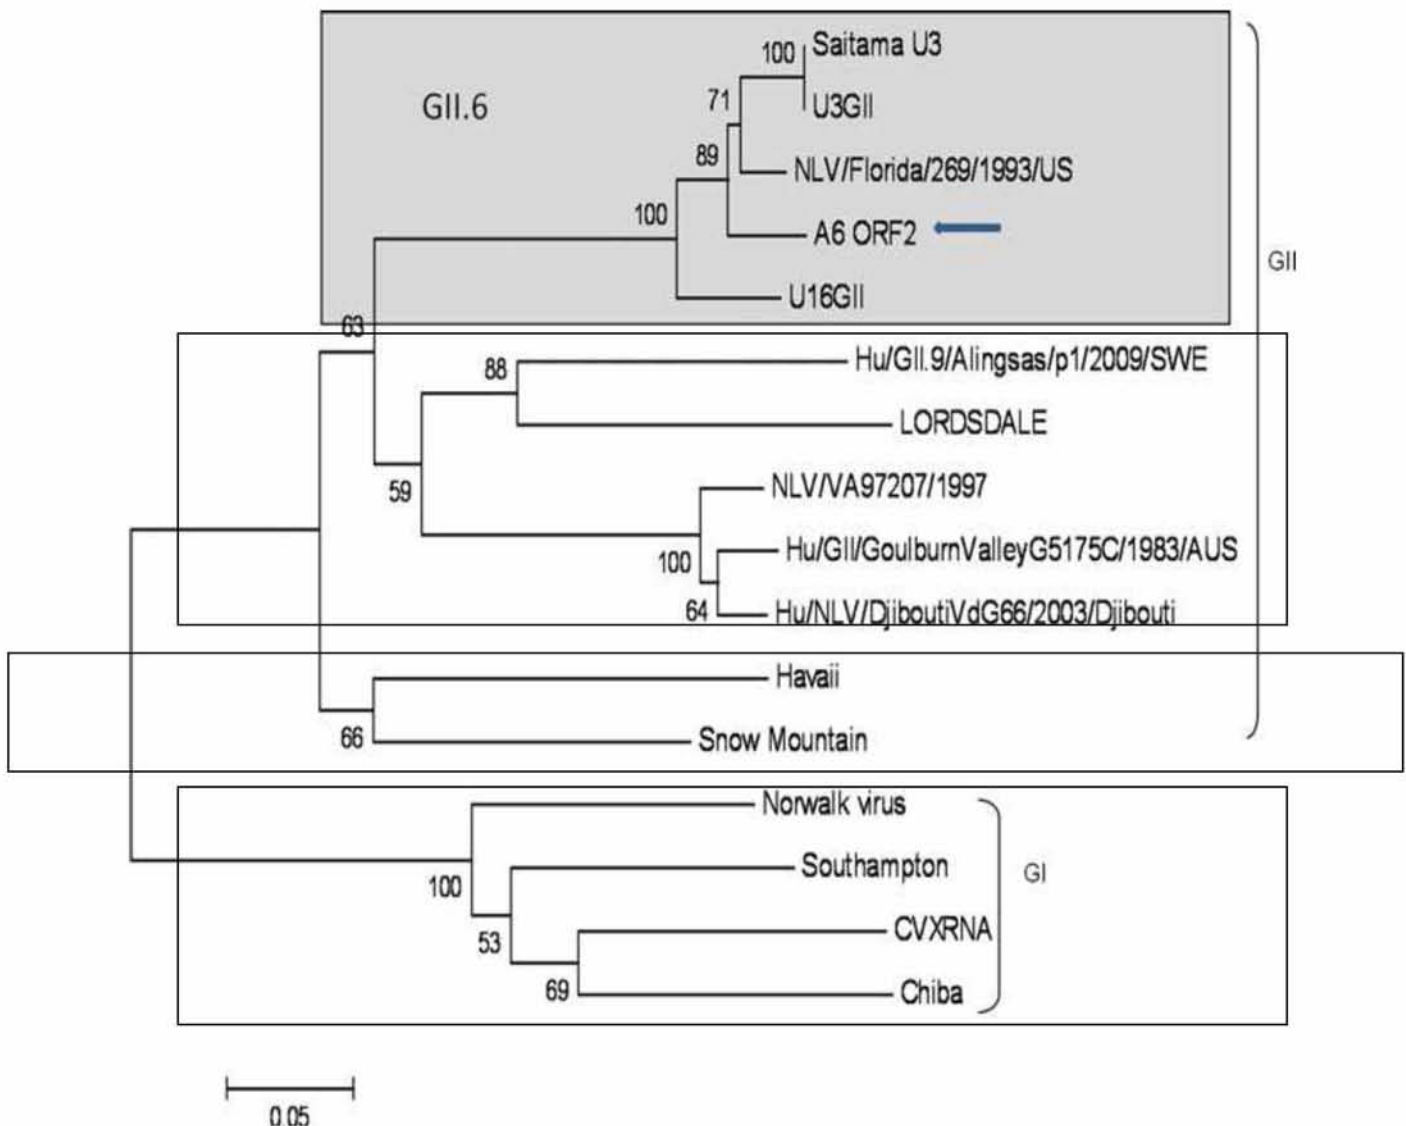 100 Saitama U3
GII.6
71 U3GII
89 NLV/Florida/269/1993/US
100 A6 ORF2
GII
U16GII
63
88 Hu/GII.9/Alingsas/p1/2009/SWE
LORDSDALE
59 NLV/VA97207/1997
100 Hu/GII/GoulburnValleyG5175C/1983/AUS
64 Hu/NLV/DjiboutiVdG66/2003/Djibouti
Havaii
66 Snow Mountain
Norwalk virus
100 Southampton
GI
53 CVXRNA
69 Chiba
0.05